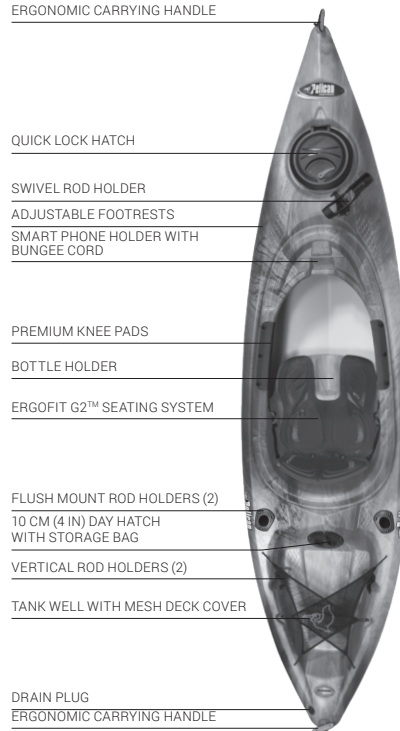 ERGONOMIC CARRYING HANDLE
Pelican
QUICK LOCK HATCH
SWIVEL ROD HOLDER
ADJUSTABLE FOOTRESTS
SMART PHONE HOLDER WITH
BUNGEE CORD
PREMIUM KNEE PADS
BOTTLE HOLDER
ERGOFIT G2™ SEATING SYSTEM
FLUSH MOUNT ROD HOLDERS (2)
10 CM (4 IN) DAY HATCH
WITH STORAGE BAG
VERTICAL ROD HOLDERS (2)
TANK WELL WITH MESH DECK COVER
DRAIN PLUG
ERGONOMIC CARRYING HANDLE